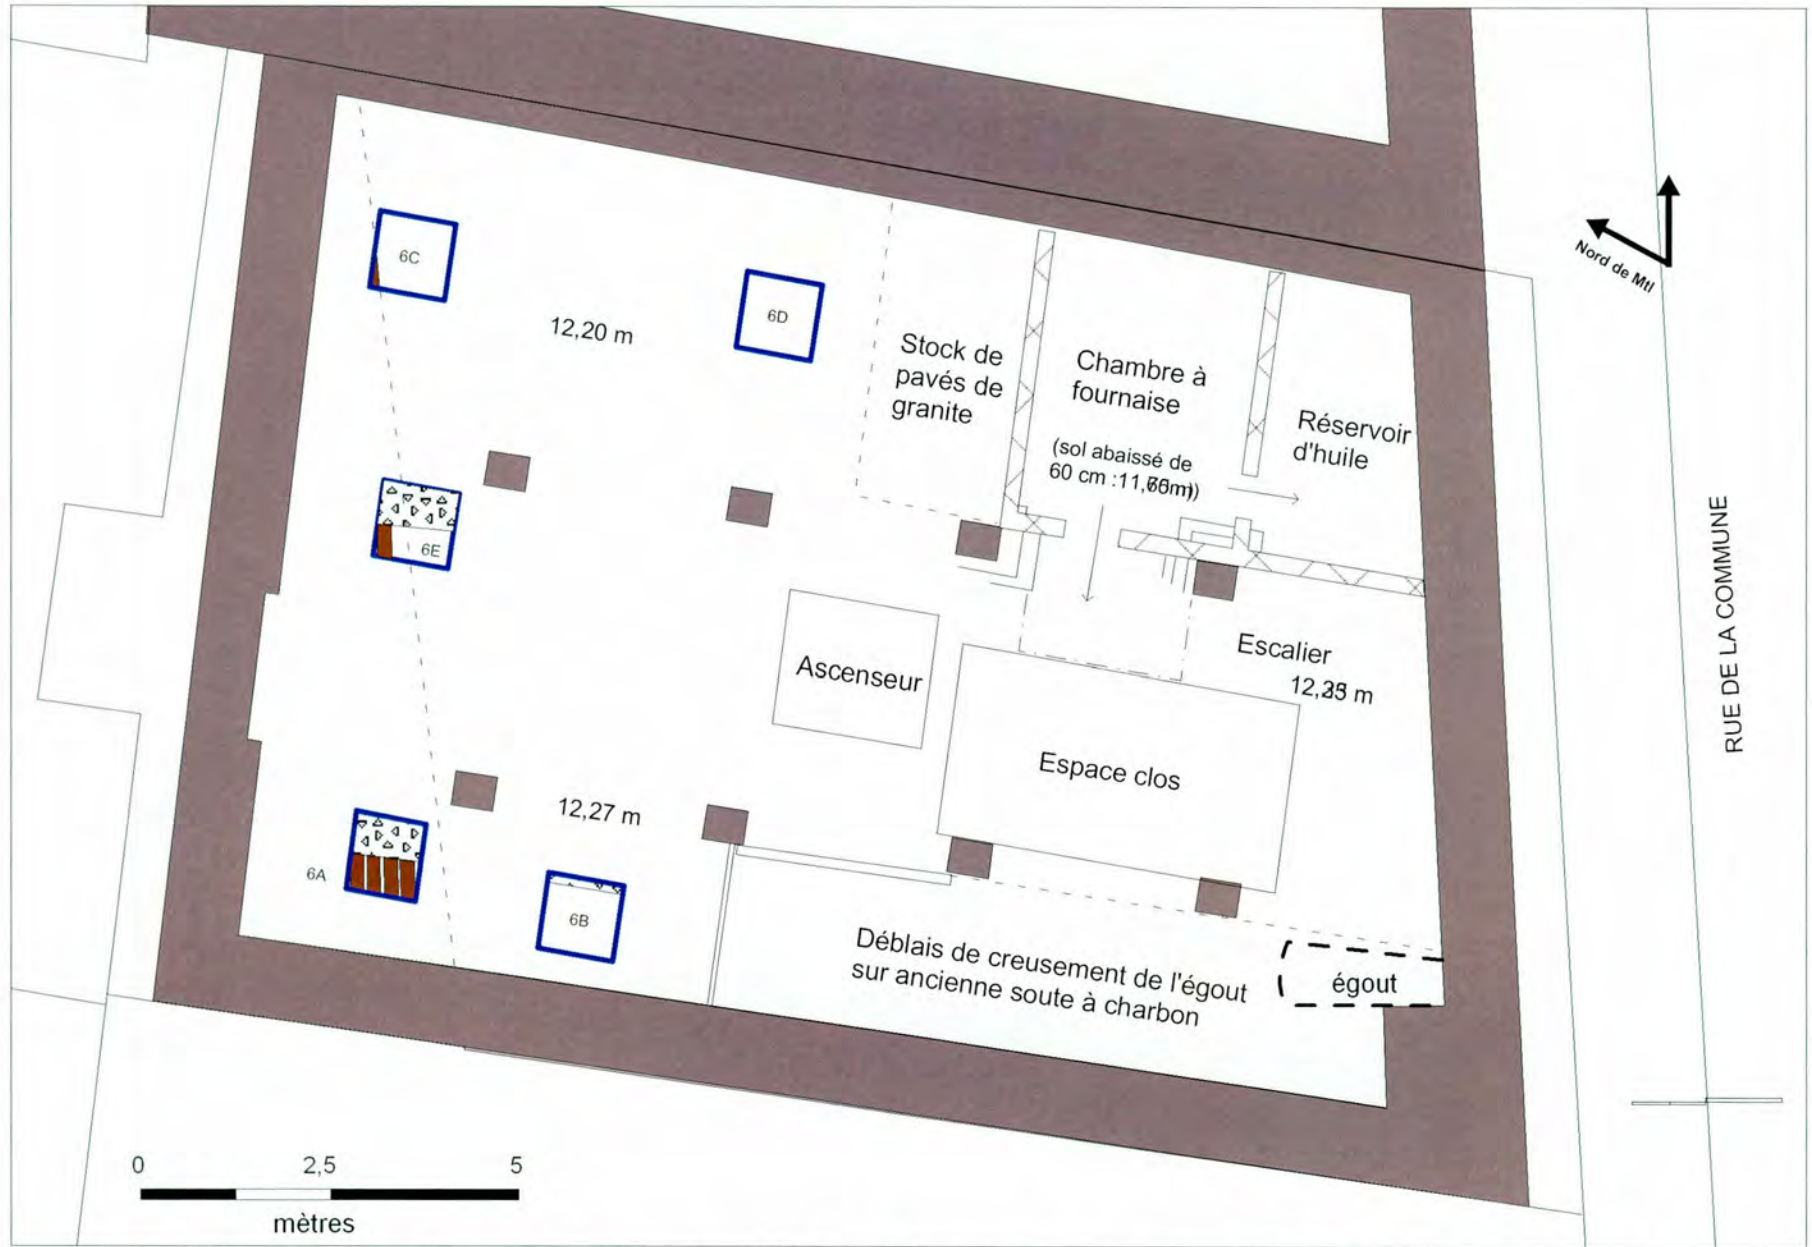 6C
6D
12,20 m
Stock de
pavés de
granite
Chambre à
fournaise
(sol abaissé de
60 cm :
Réservoir
d'huile
Nord de Mtl
RUE DE LA COMMUNE
6E
Ascenseur
Escalier
Espace clos
12,27 m
6A
6B
Déblais de creusement de l'égout
sur ancienne soute à charbon
égout
0 2,5 5
mètres